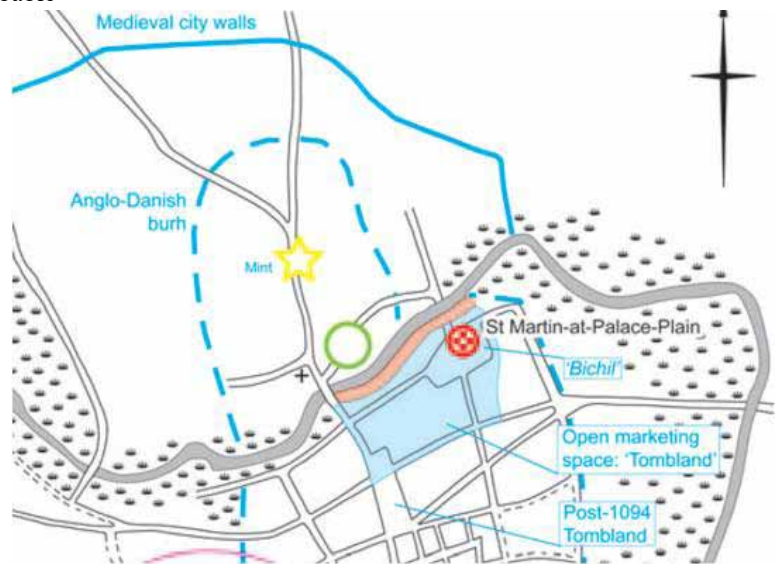 Medieval city walls
Anglo-Danish
burh
Mint
St Martin-at-Palace-Plain
'Bichil'
Open marketing
space: 'Tombland'
Post-1094
Tombland